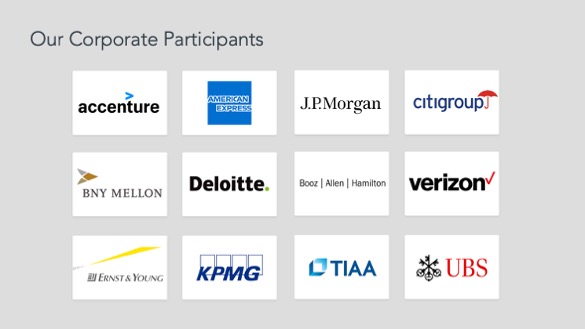 Our Corporate Participants
accenture
AMERICAN
EXPRESS
J.P.Morgan
citigroup
BNY MELLON
Deloitte.
Booz | Allen | Hamilton
verizon
ERNST & YOUNG
KPMG
TIAA
UBS